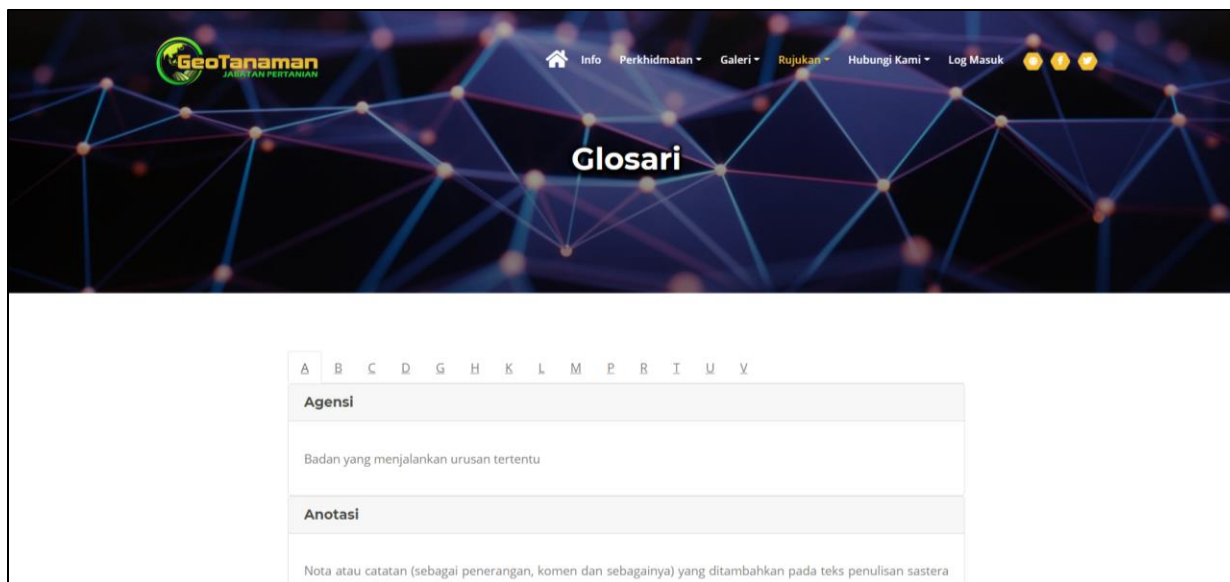 GeoTanaman
JABATAN PERTANIAN
Info Perkhidmatan Galeri Rujukan Hubungi Kami Log Masuk
Glosari
A B C D G H K L M P R T U V
Agensi
Badan yang menjalankan urusan tertentu
Anotasi
Nota atau catatan (sebagai penerangan, komen dan sebagainya) yang ditambahkan pada teks penulisan sastera